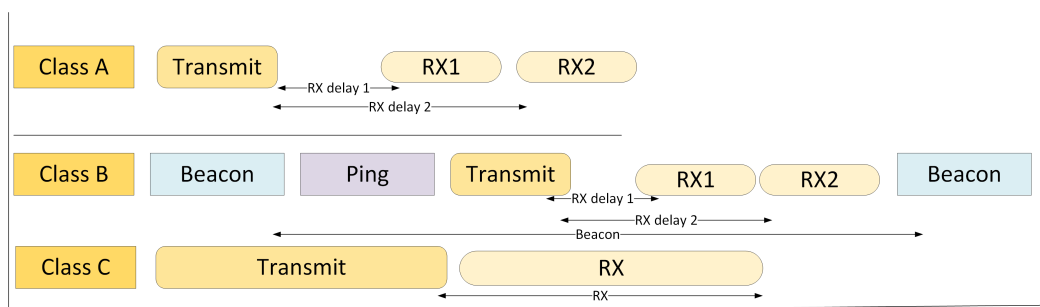 Class A Transmit RX1 RX2
RX delay 1
RX delay 2
Class B Beacon Ping Transmit RX1 RX2 Beacon
RX delay 1
RX delay 2
Beacon
Class C Transmit RX
RX